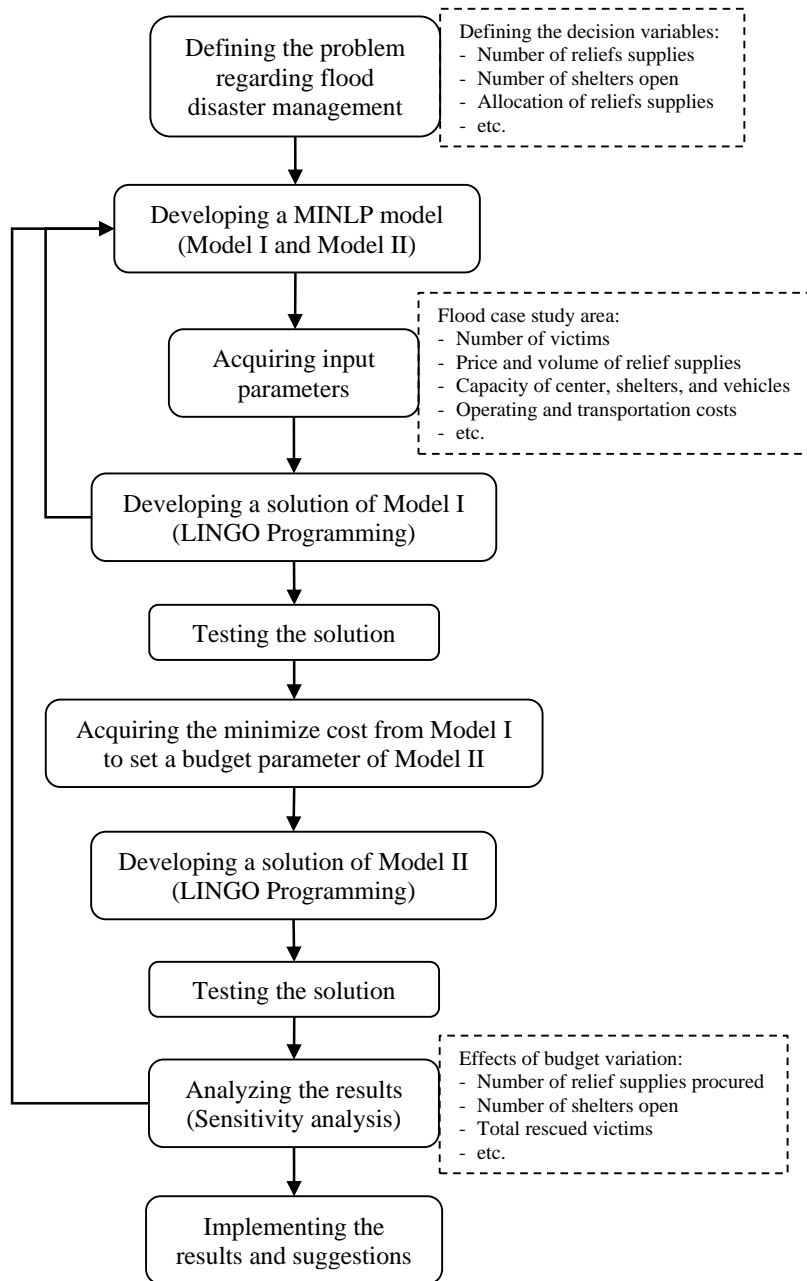 Defining the problem
regarding flood
disaster management
Defining the decision variables:
- Number of reliefs supplies
- Number of shelters open
- Allocation of reliefs supplies
- etc.
Developing a MINLP model
(Model I and Model II)
Acquiring input
parameters
Flood case study area:
- Number of victims
- Price and volume of relief supplies
- Capacity of center, shelters, and vehicles
- Operating and transportation costs
- etc.
Developing a solution of Model I
(LINGO Programming)
Testing the solution
Acquiring the minimize cost from Model I
to set a budget parameter of Model II
Developing a solution of Model II
(LINGO Programming)
Testing the solution
Analyzing the results
(Sensitivity analysis)
Effects of budget variation:
- Number of relief supplies procured
- Number of shelters open
- Total rescued victims
- etc.
Implementing the
results and suggestions